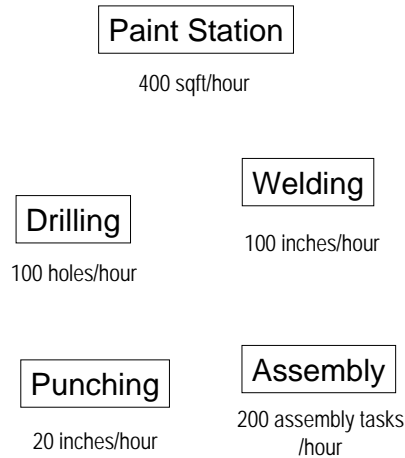 Paint Station
400 sqft/hour
Welding
100 inches/hour
Drilling
100 holes/hour
Punching
20 inches/hour
Assembly
200 assembly tasks
/hour